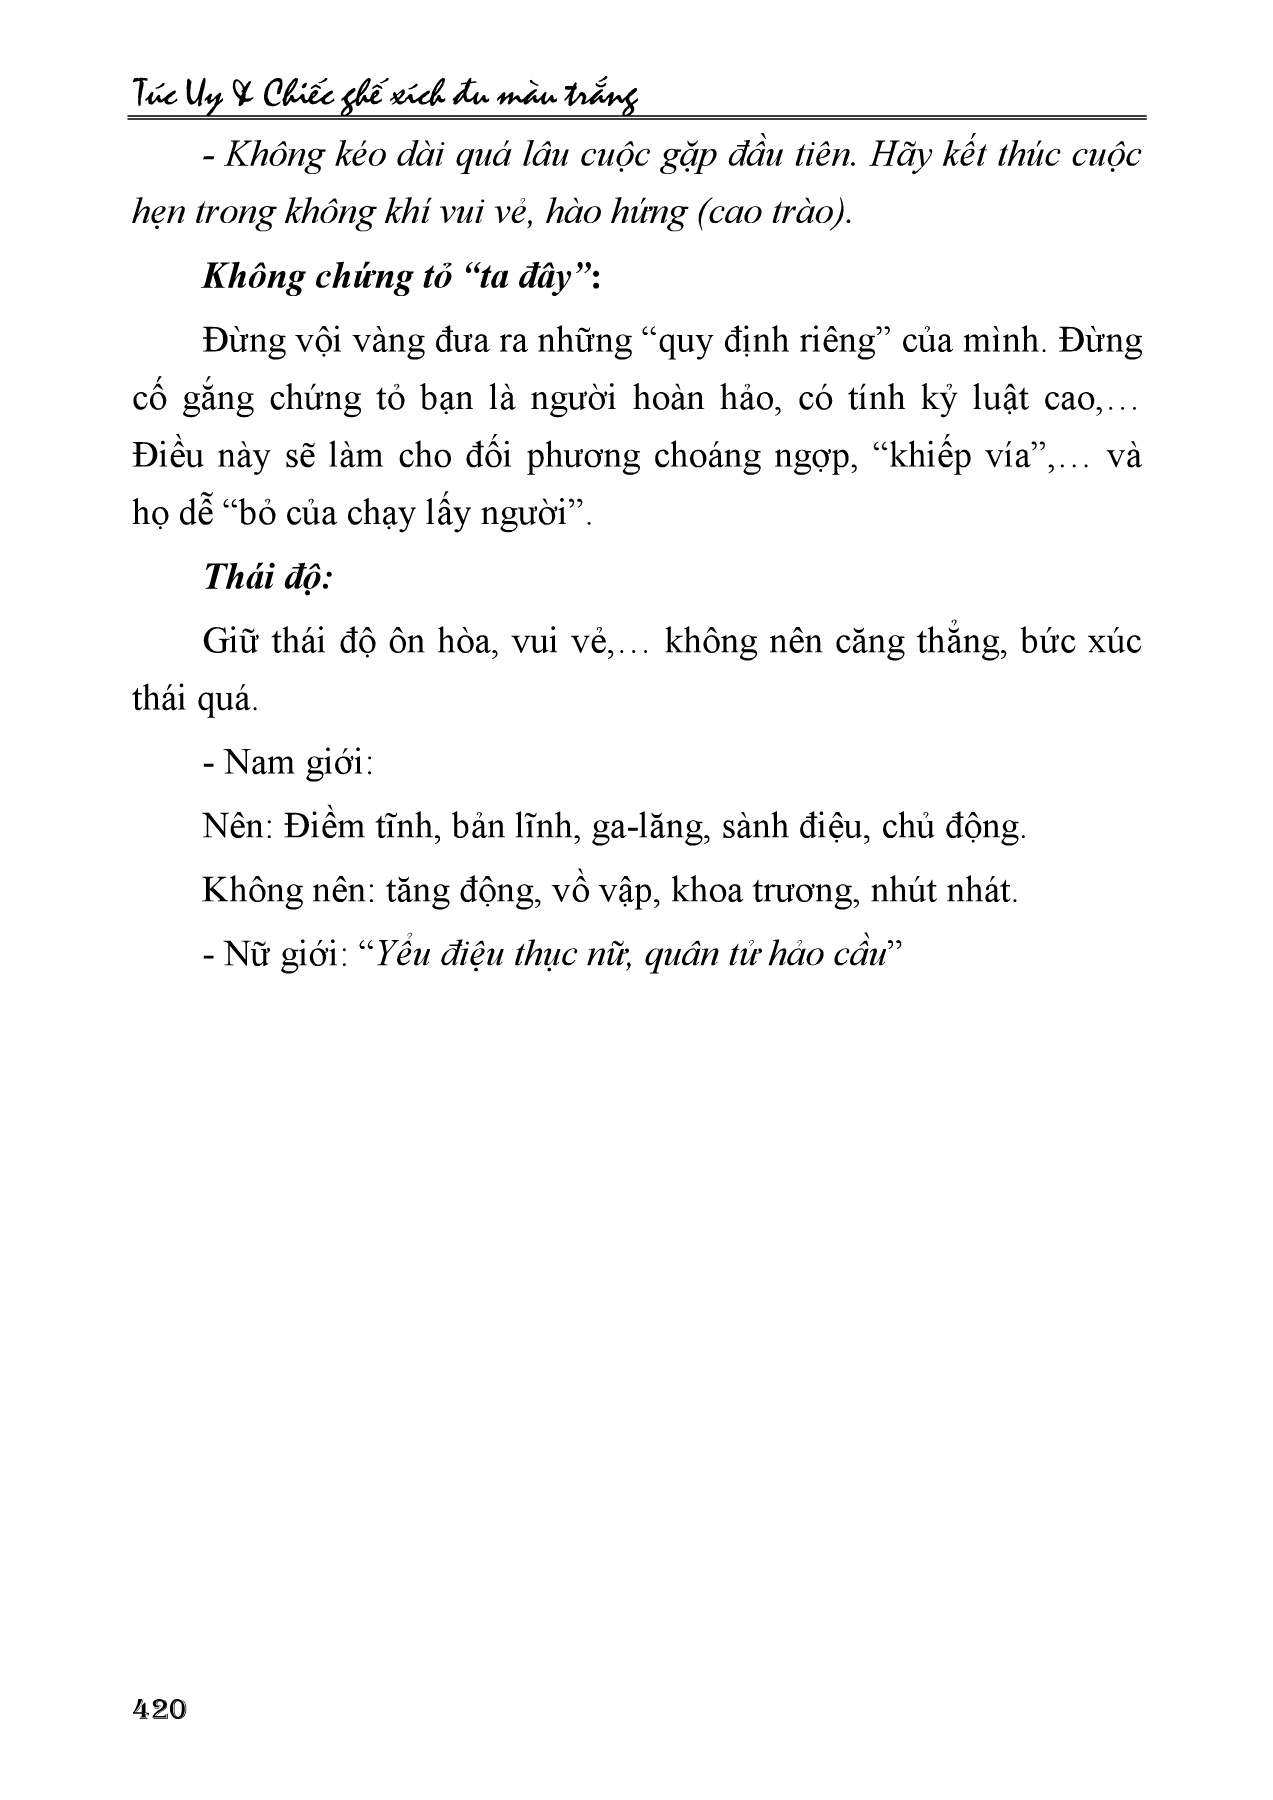 Túc Uy & Chiếc ghế xích đu màu trắng
- Không kéo dài quá lâu cuộc gặp đầu tiên. Hãy kết thúc cuộc
hẹn trong không khí vui vẻ, hào hứng (cao trào).
Không chứng tỏ “ta đây”:
Đừng vội vàng đưa ra những “quy định riêng” của mình. Đừng
cố gắng chứng tỏ bạn là người hoàn hảo, có tính kỷ luật cao,…
Điều này sẽ làm cho đối phương choáng ngợp, “khiếp vía”,… và
họ dễ “bỏ của chạy lấy người”.
Thái độ:
Giữ thái độ ôn hòa, vui vẻ,… không nên căng thẳng, bức xúc
thái quá.
- Nam giới:
Nên: Điềm tĩnh, bản lĩnh, ga-lăng, sành điệu, chủ động.
Không nên: tăng động, vồ vập, khoa trương, nhút nhát.
- Nữ giới: “Yểu điệu thục nữ, quân tử hảo cầu”
420